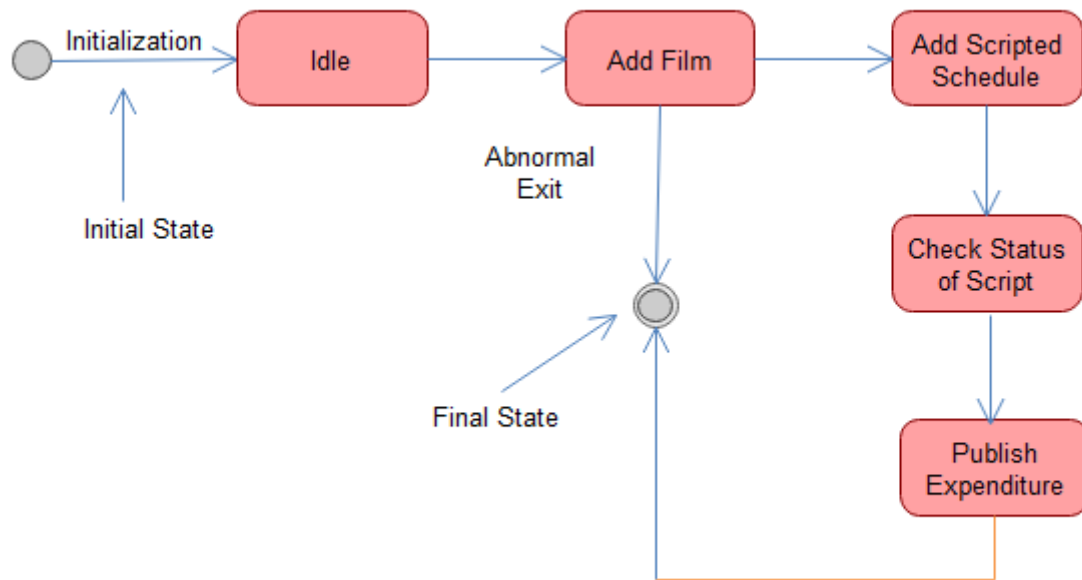 Initialization
Idle
Add Film
Add Scripted
Schedule
Abnormal
Exit
Initial State
Check Status
of Script
Final State
Publish
Expenditure